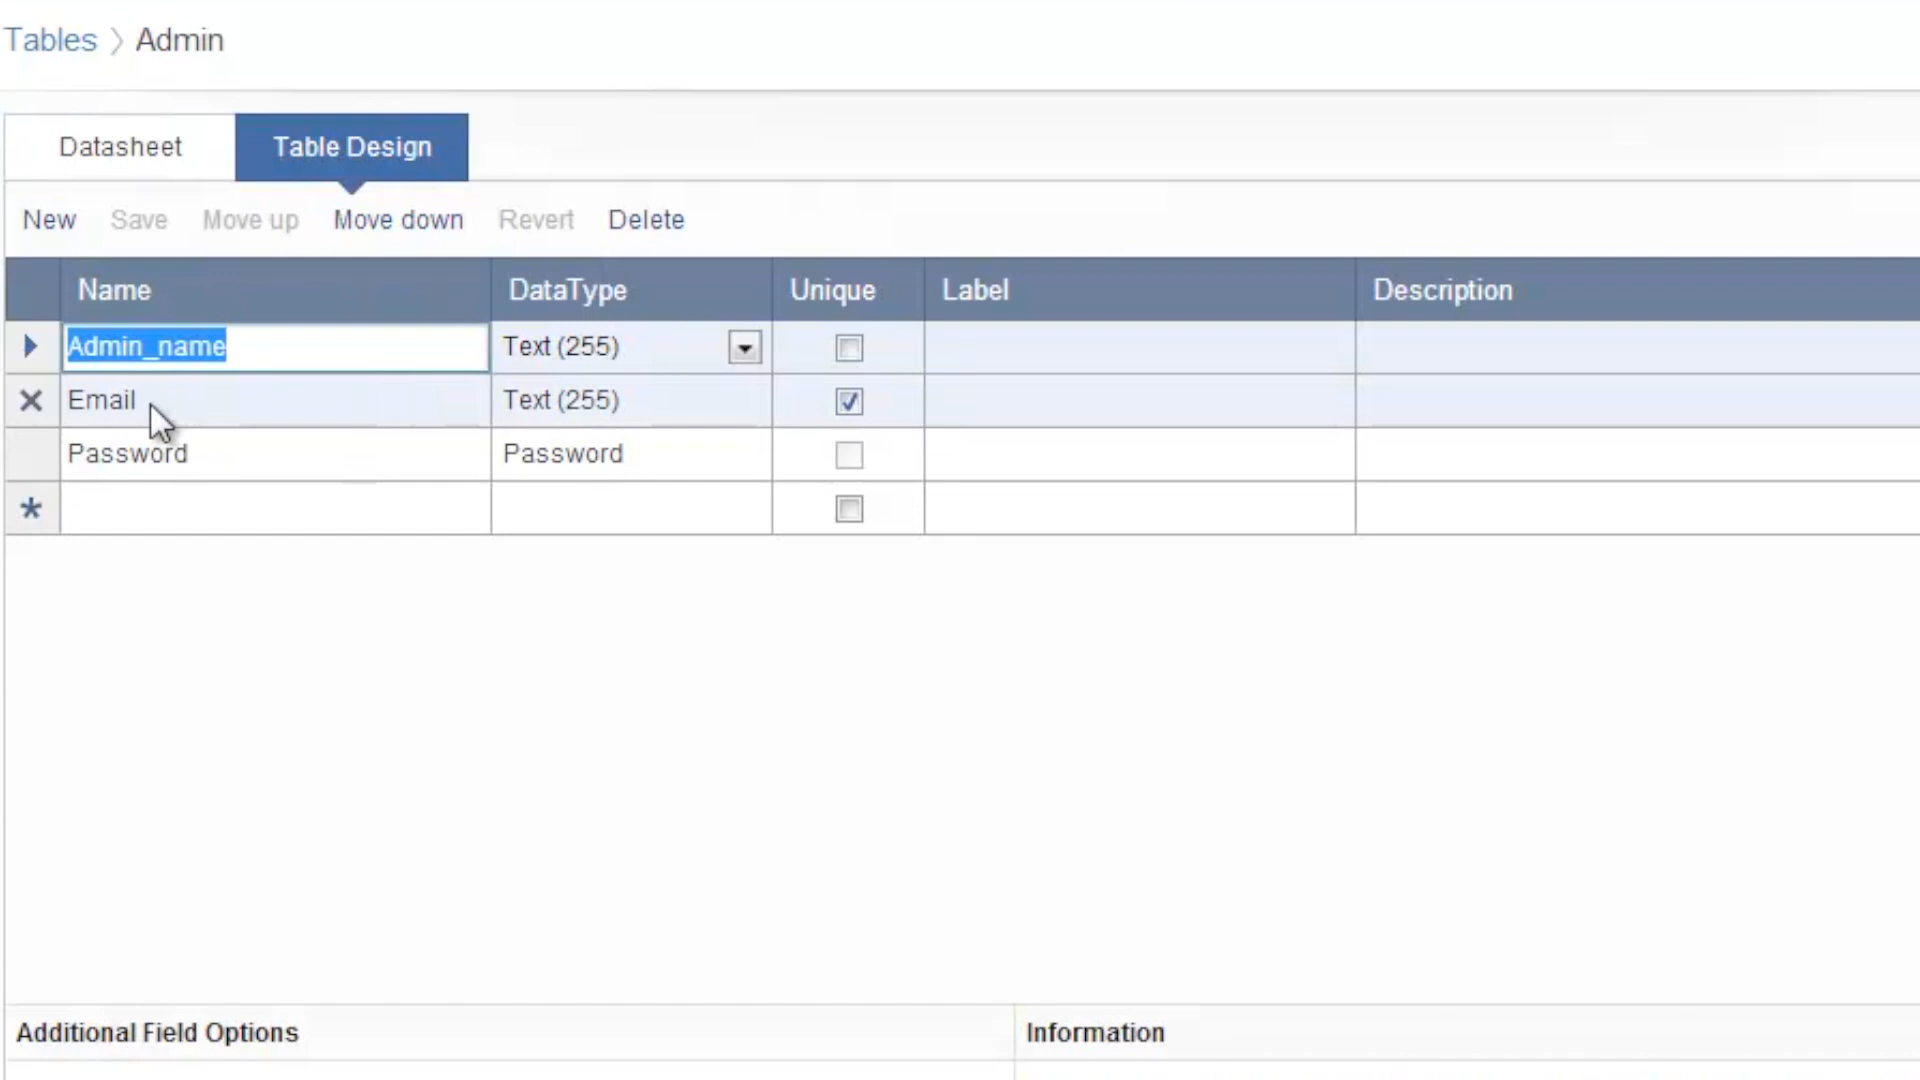 Tables > Admin
Datasheet Table Design
New Save Move up Move down Revert Delete
Name DataType Unique Label Description
Admin_name Text (255)
Email Text (255)
Password Password
*
Additional Field Options Information